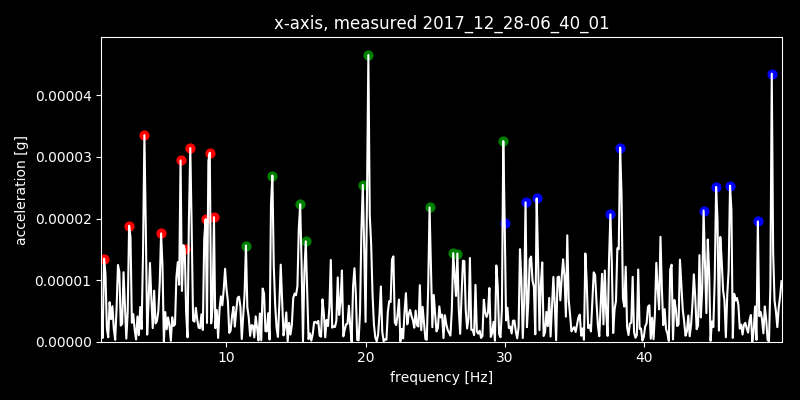 x-axis, measured 2017_12_28-06_40_01
acceleration [g]
0.00004
0.00003
0.00002
0.00001
0.00000
10 20 30 40
frequency [Hz]